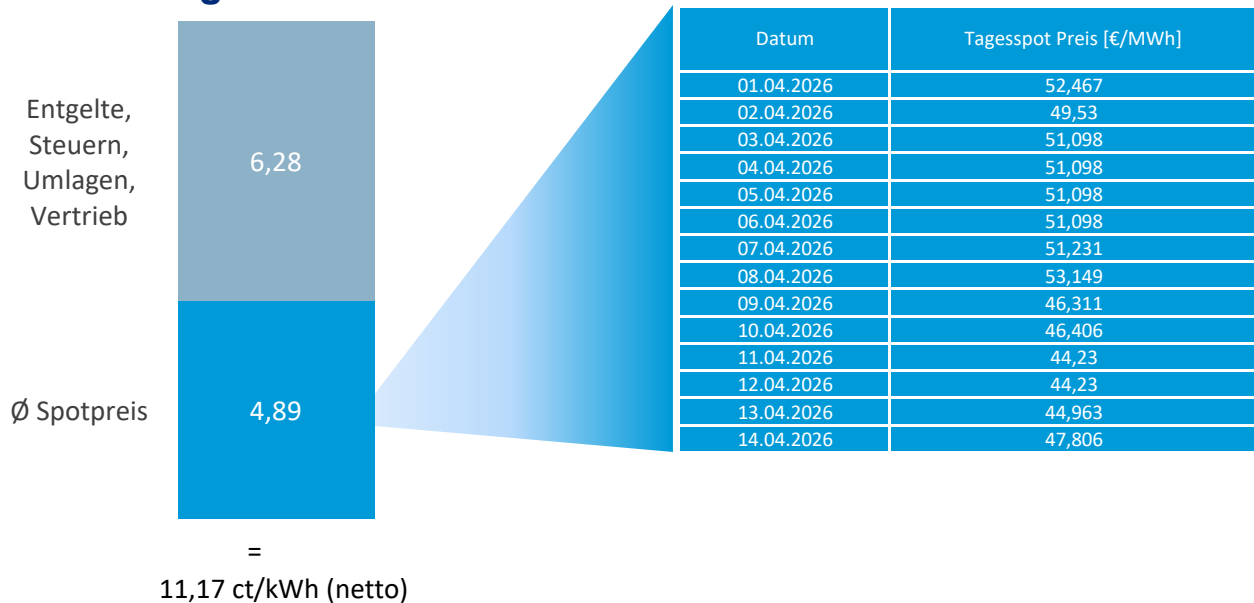 Entgelte,
Steuern,
Umlagen,
Vertrieb
6,28
Ø Spotpreis
4,89
=
11,17 ct/kWh (netto)
Datum Tagesspot Preis [€/MWh]
01.04.2026 52,467
02.04.2026 49,53
03.04.2026 51,098
04.04.2026 51,098
05.04.2026 51,098
06.04.2026 51,098
07.04.2026 51,231
08.04.2026 53,149
09.04.2026 46,311
10.04.2026 46,406
11.04.2026 44,23
12.04.2026 44,23
13.04.2026 44,963
14.04.2026 47,806